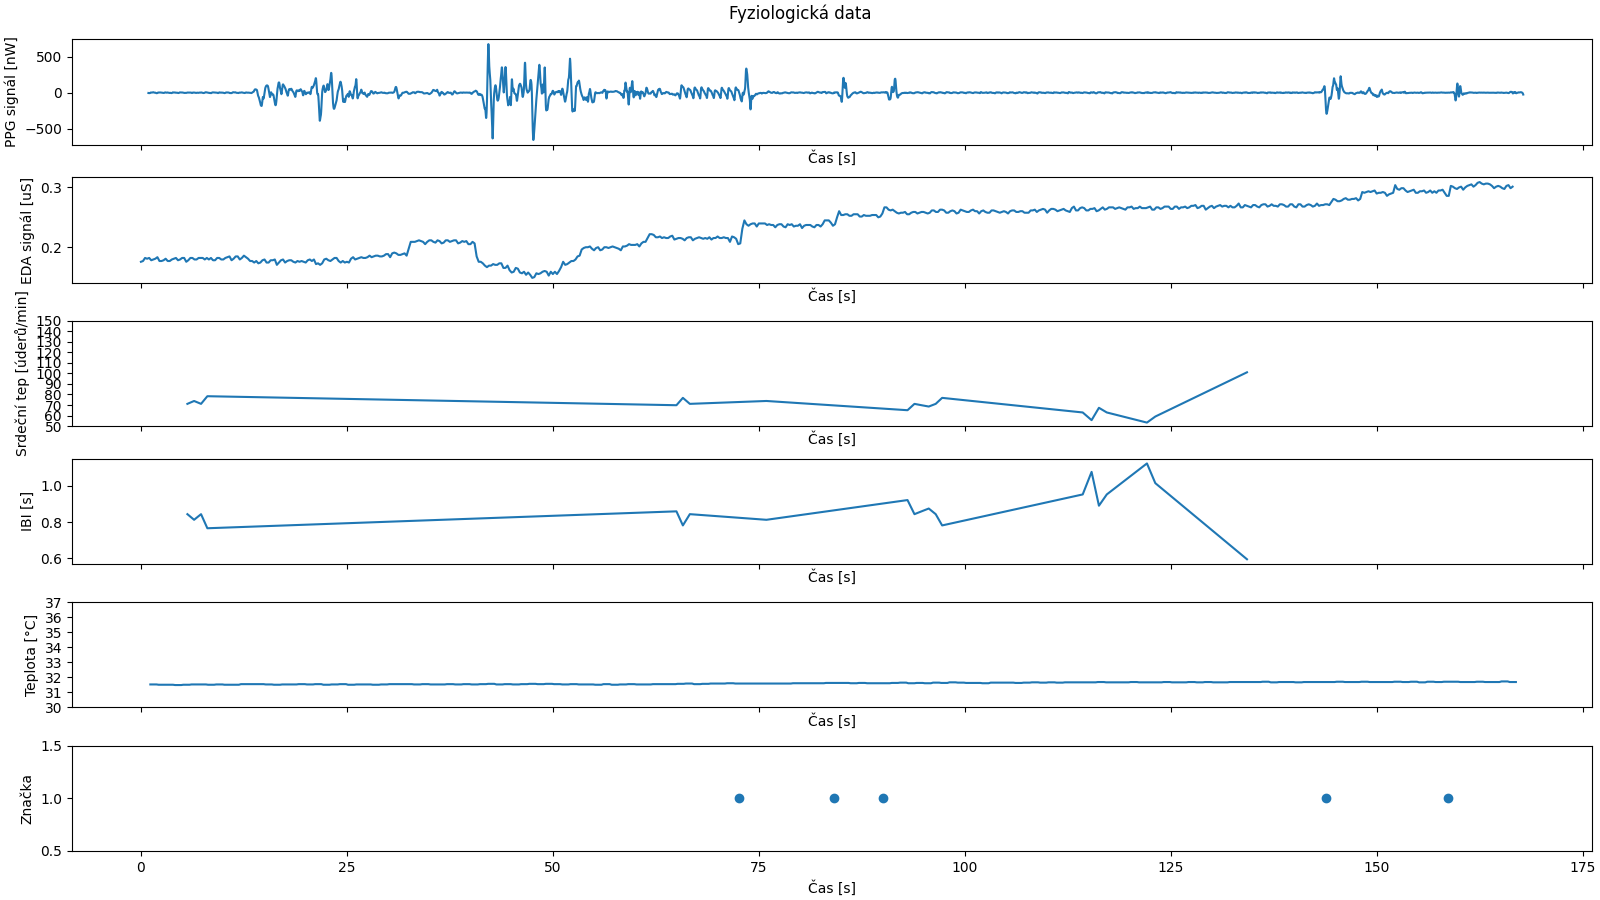 Fyziologická data
PPG signál [nW]
500
0
−500
Čas [s]
EDA signál [uS]
0.3
0.2
Čas [s]
Srdeční tep [úderů/min]
150
140
130
120
110
100
90
80
70
60
50
Čas [s]
IBI [s]
1.0
0.8
0.6
Čas [s]
Teplota [°C]
37
36
35
34
33
32
31
30
Čas [s]
Značka
1.5
1.0
0.5
0 25 50 75 100 125 150 175
Čas [s]